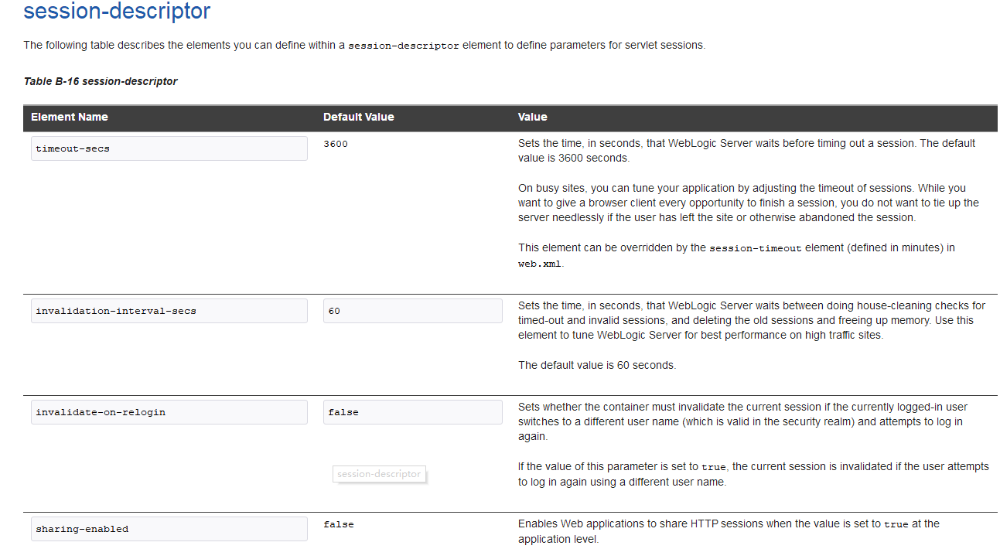 session-descriptor
The following table describes the elements you can define within a session-descriptor element to define parameters for servlet sessions.
Table B-16 session-descriptor
Element Name Default Value Value
timeout-secs 3600 Sets the time, in seconds, that WebLogic Server waits before timing out a session. The default
value is 3600 seconds.
On busy sites, you can tune your application by adjusting the timeout of sessions. While you
want to give a browser client every opportunity to finish a session, you do not want to tie up the
server needlessly if the user has left the site or otherwise abandoned the session.
This element can be overridden by the session-timeout element (defined in minutes) in
web.xml.
invalidation-interval-secs 60 Sets the time, in seconds, that WebLogic Server waits between doing house-cleaning checks for
timed-out and invalid sessions, and deleting the old sessions and freeing up memory. Use this
element to tune WebLogic Server for best performance on high traffic sites.
The default value is 60 seconds.
invalidate-on-relogin false Sets whether the container must invalidate the current session if the currently logged-in user
switches to a different user name (which is valid in the security realm) and attempts to log in
again.
session-descriptor
If the value of this parameter is set to true, the current session is invalidated if the user attempts
to log in again using a different user name.
sharing-enabled false Enables Web applications to share HTTP sessions when the value is set to true at the
application level.